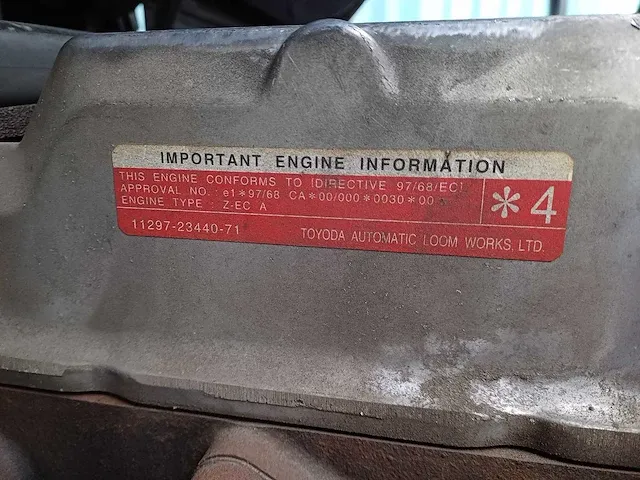 IMPORTANT ENGINE INFORMATION
THIS ENGINE CONFORMS TO [DIRECTIVE 97/68/EC]
APPROVAL NO. : e1*97/68 CA*00/000*0030*00
ENGINE TYPE : Z-EC A
*4
11297-23440-71 TOYODA AUTOMATIC LOOM WORKS, LTD.